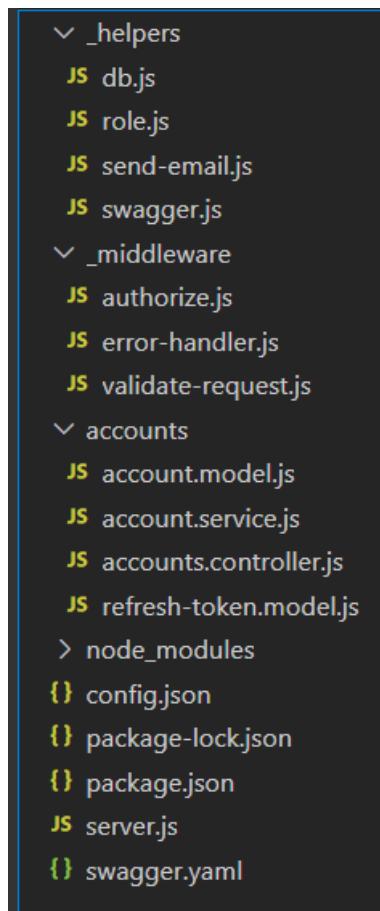 _helpers
JS db.js
JS role.js
JS send-email.js
JS swagger.js
_middleware
JS authorize.js
JS error-handler.js
JS validate-request.js
accounts
JS account.model.js
JS account.service.js
JS accounts.controller.js
JS refresh-token.model.js
node_modules
{} config.json
{} package-lock.json
{} package.json
JS server.js
{} swagger.yaml